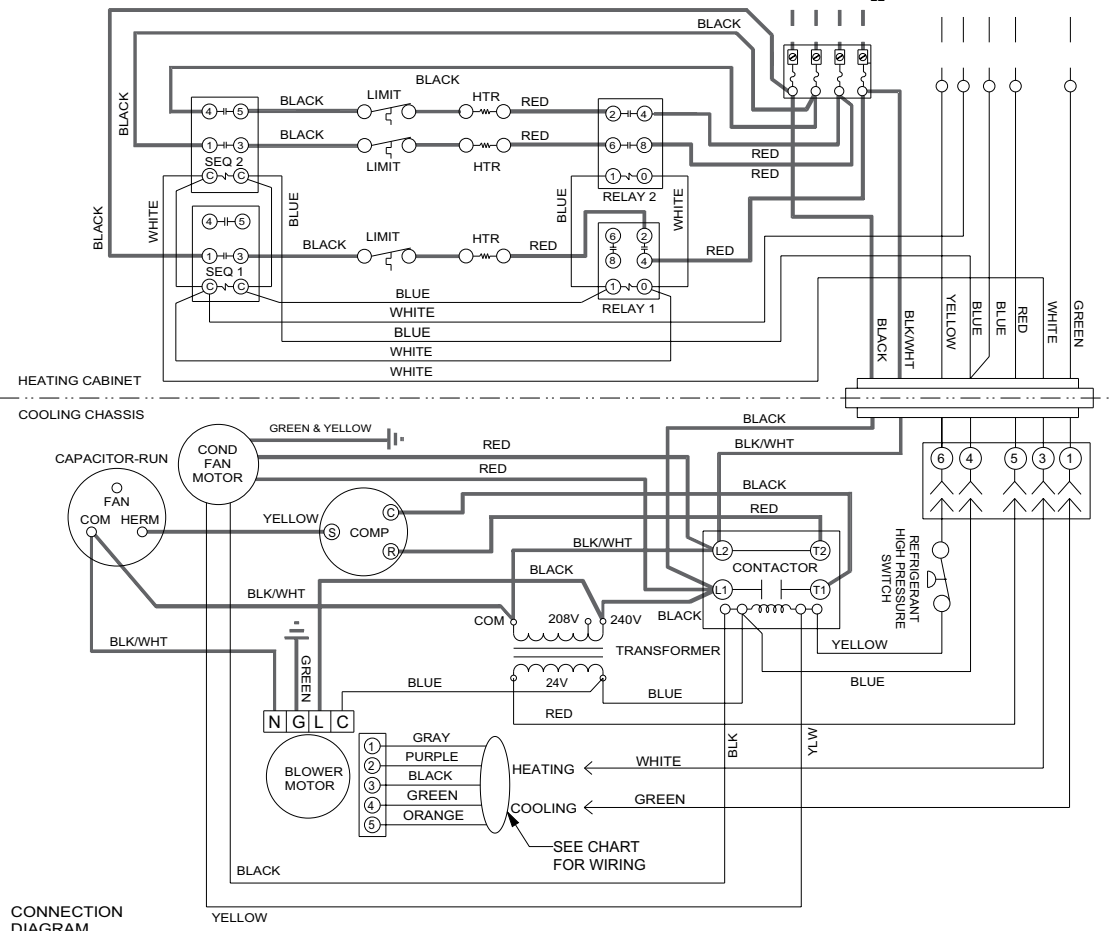 BLACK
BLACK
BLACK
4 5
BLACK
LIMIT
HTR
RED
2 4
1 3
BLACK
LIMIT
HTR
RED
6 8
RED
RED
SEQ 2
C C
1 0
RELAY 2
WHITE
BLUE
BLUE
WHITE
BLACK
4 5
1 3
BLACK
LIMIT
HTR
RED
6 2
8 4
RED
SEQ 1
C C
1 0
RELAY 1
BLUE
WHITE
BLUE
WHITE
WHITE
BLACK
BLK/WHT
YELLOW
BLUE
BLUE
RED
WHITE
GREEN
HEATING CABINET
COOLING CHASSIS
GREEN & YELLOW
COND
FAN
MOTOR
RED
RED
BLACK
BLK/WHT
BLACK
RED
6 4 5 3 1
CAPACITOR-RUN
FAN
COM HERM
YELLOW
S
COMP
C
R
BLK/WHT
BLACK
L2
T2
CONTACTOR
L1
T1
REFRIGERANT
HIGH PRESSURE
SWITCH
BLK/WHT
COM
208V
240V
BLACK
TRANSFORMER
24V
YELLOW
BLUE
BLK/WHT
GREEN
BLUE
BLUE
RED
N G L C
BLOWER
MOTOR
1 GRAY
2 PURPLE
3 BLACK
4 GREEN
5 ORANGE
HEATING
WHITE
COOLING
GREEN
BLK
YLW
SEE CHART
FOR WIRING
BLACK
YELLOW
CONNECTION
DIAGRAM